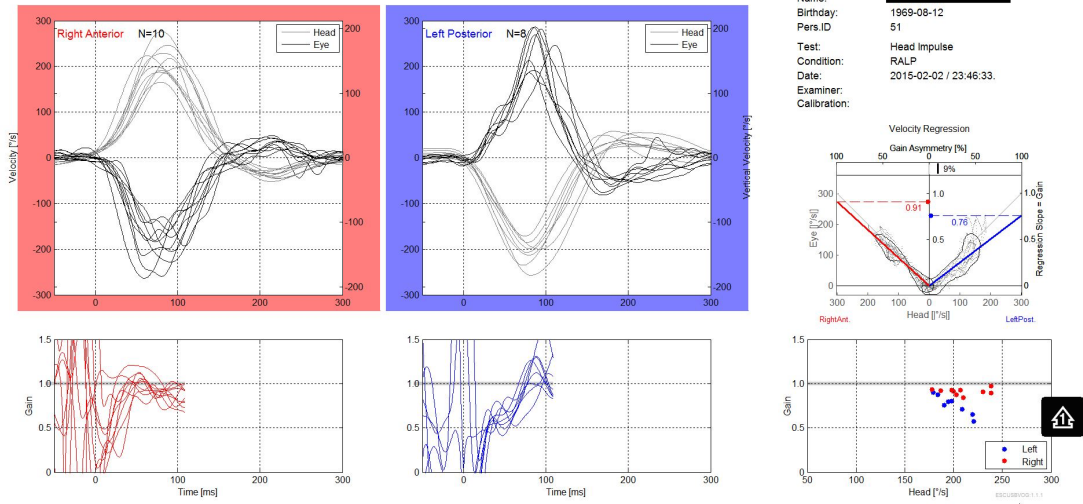 Name:
Birthday: 1969-08-12
Pers.ID 51
Test: Head Impulse
Condition: RALP
Date: 2015-02-02 / 23:46:33.
Examiner:
Calibration:
Right Anterior N=10
Head
Eye
300
200
100
0
-100
-200
-300
200
100
0
-100
-200
0 100 200 300
Velocity [°/s]
Left Posterior N=8
Head
Eye
300
200
100
0
-100
-200
-300
200
100
0
-100
-200
0 100 200 300
Vertical Velocity [°/s]
Velocity Regression
Gain Asymmetry [%]
100 50 0 50 100
9%
300
200
100
0
Eye [|°/s|]
1.0
0.5
0.91
0.76
1.0
0.5
0
Regression Slope = Gain
300 200 100 0 100 200 300
Head [|°/s|]
RightAnt. LeftPost.
1.5
1.0
0.5
0
Gain
0 100 200 300
Time [ms]
1.5
1.0
0.5
0
0 100 200 300
Time [ms]
1.5
1.0
0.5
0
Gain
50 100 150 200 250 300
Head [°/s]
Left
Right
1